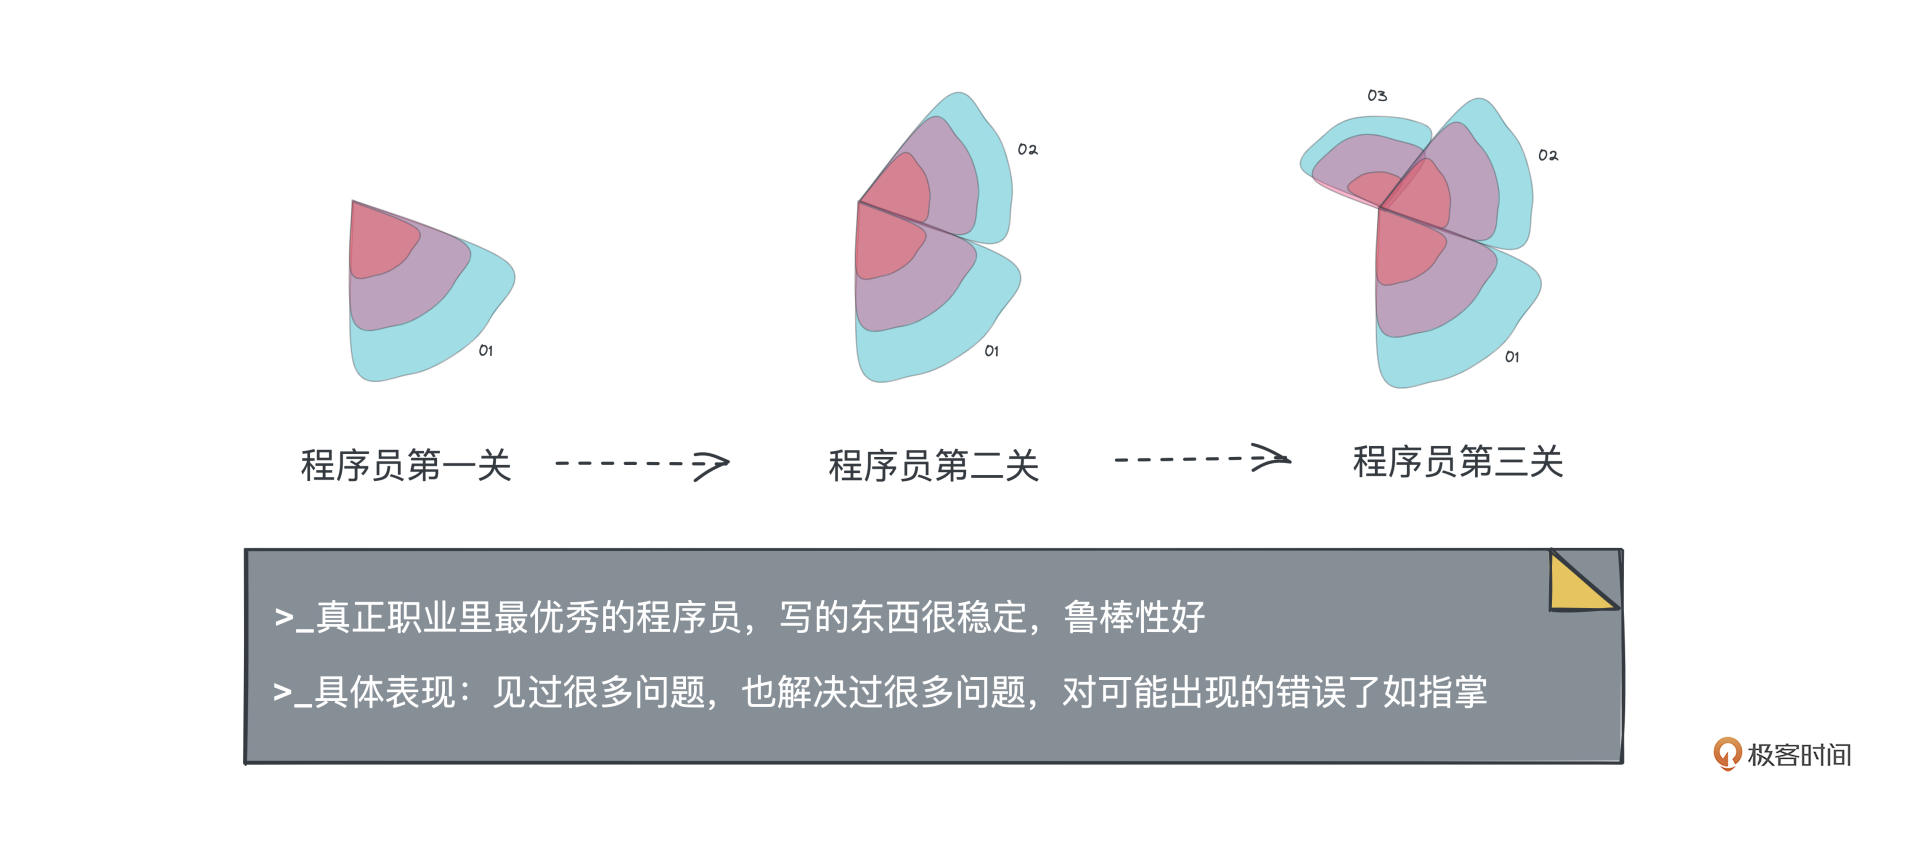 03
02
02
01
01
01
程序员第一关
程序员第二关
程序员第三关
>_真正职业里最优秀的程序员，写的东西很稳定，鲁棒性好
>_具体表现：见过很多问题，也解决过很多问题，对可能出现的错误了如指掌
极客时间